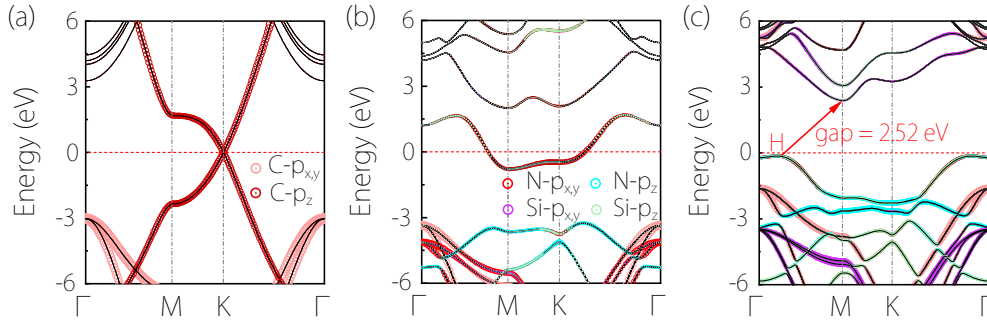 (a) (b) (c)
6 6 6
3 3 3
0 0 0
-3 -3 -3
-6 -6 -6
Energy (eV) Energy (eV) Energy (eV)
C-px,y
C-pz
N-px,y N-pz
Si-px,y Si-pz
H
gap = 2.52 eV
Γ M K Γ Γ M K Γ Γ M K Γ